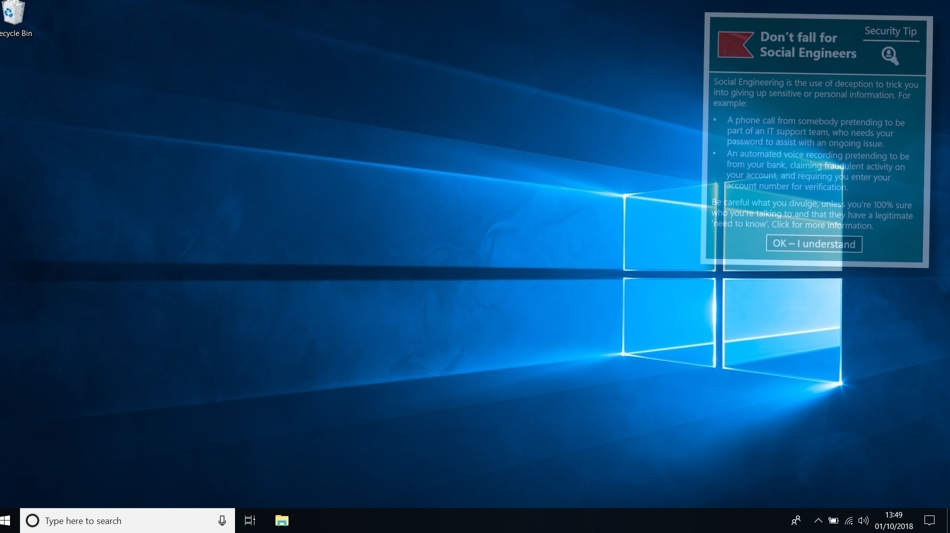 ecycle Bin
Security Tip
Don't fall for
Social Engineers
Social Engineering is the use of deception to trick you
into giving up sensitive or personal information. For
example:
• A phone call from somebody pretending to be
part of an IT support team, who needs your
password to assist with an ongoing issue.
• An automated voice recording pretending to be
from your bank, claiming fraudulent activity on
your account, and requiring you enter your
account number for verification.
Be careful what you divulge, unless you're 100% sure
who you're talking to and that they have a legitimate
'need to know'. Click for more information.
OK – I understand
Type here to search
13:49
01/10/2018